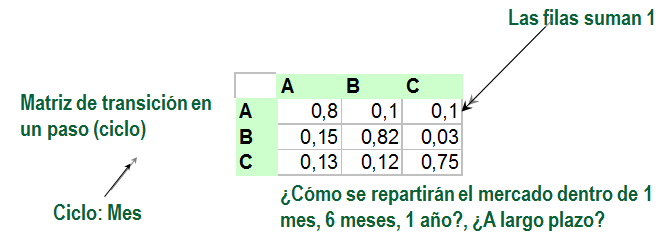 Las filas suman 1
Matriz de transición en
un paso (ciclo)
A B C
A 0,8 0,1 0,1
B 0,15 0,82 0,03
C 0,13 0,12 0,75
Ciclo: Mes
¿Cómo se repartirán el mercado dentro de 1
mes, 6 meses, 1 año?, ¿A largo plazo?